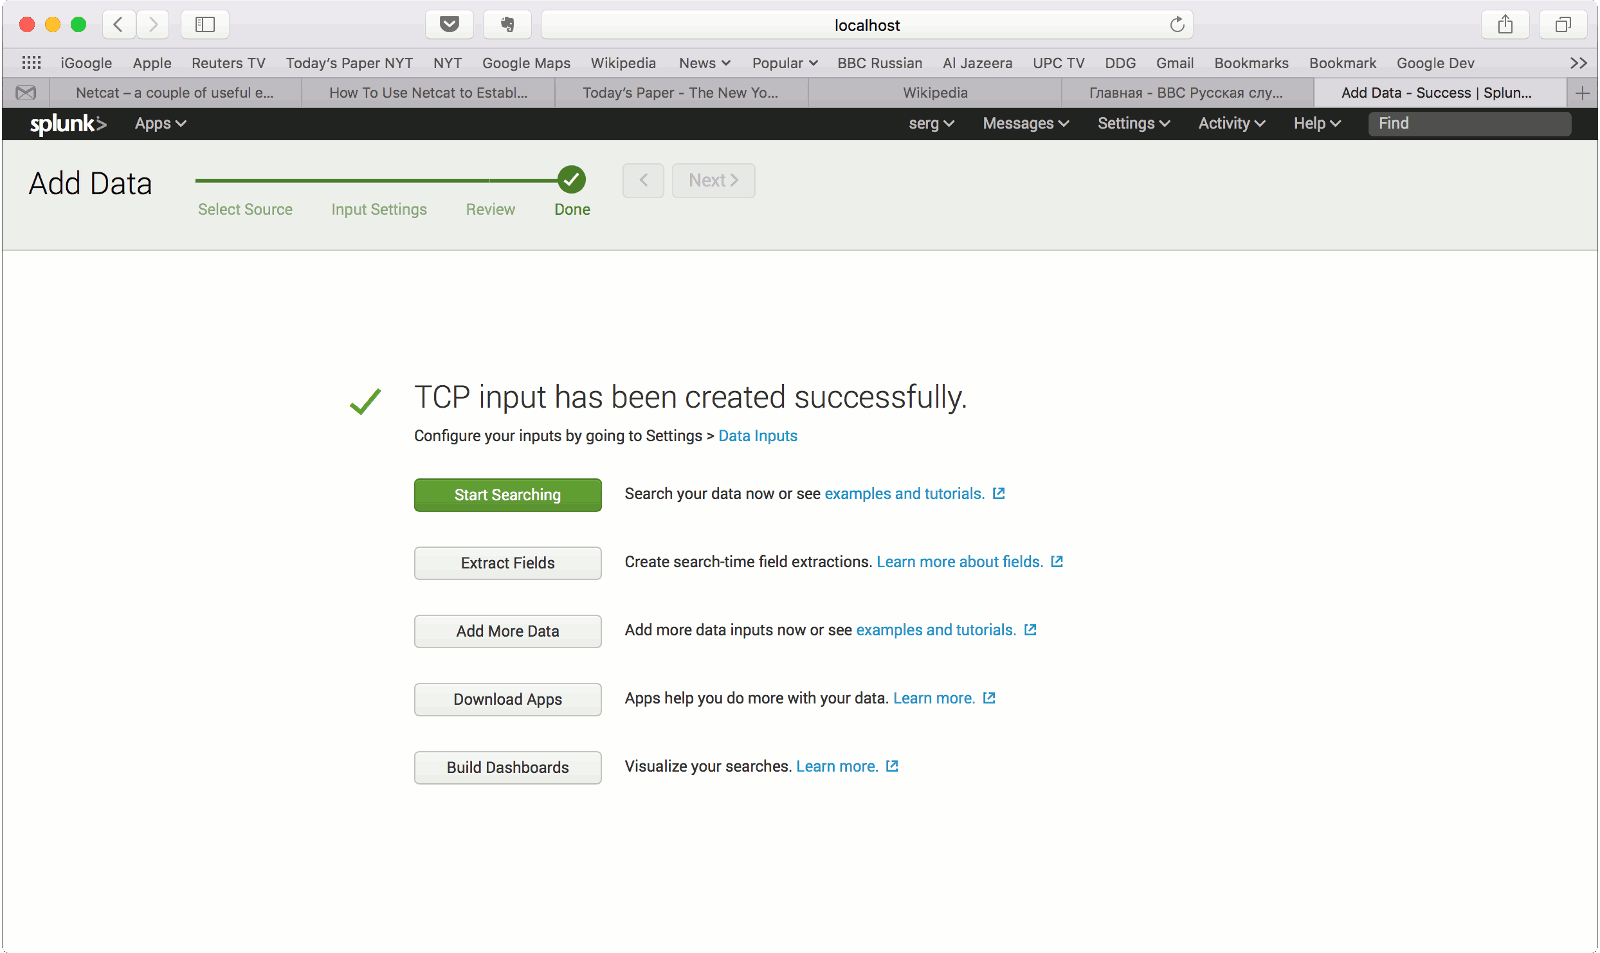 localhost
iGoogle Apple Reuters TV Today's Paper NYT NYT Google Maps Wikipedia News Popular BBC Russian Al Jazeera UPC TV DDG Gmail Bookmarks Bookmark Google Dev
Netcat – a couple of useful e... How To Use Netcat to Establ... Today's Paper - The New Yo... Wikipedia Главная - BBC Русская слу... Add Data - Success | Splun...
splunk> Apps serg Messages Settings Activity Help Find
Add Data Next
Select Source Input Settings Review Done
TCP input has been created successfully.
Configure your inputs by going to Settings > Data Inputs
Start Searching Search your data now or see examples and tutorials.
Extract Fields Create search-time field extractions. Learn more about fields.
Add More Data Add more data inputs now or see examples and tutorials.
Download Apps Apps help you do more with your data. Learn more.
Build Dashboards Visualize your searches. Learn more.